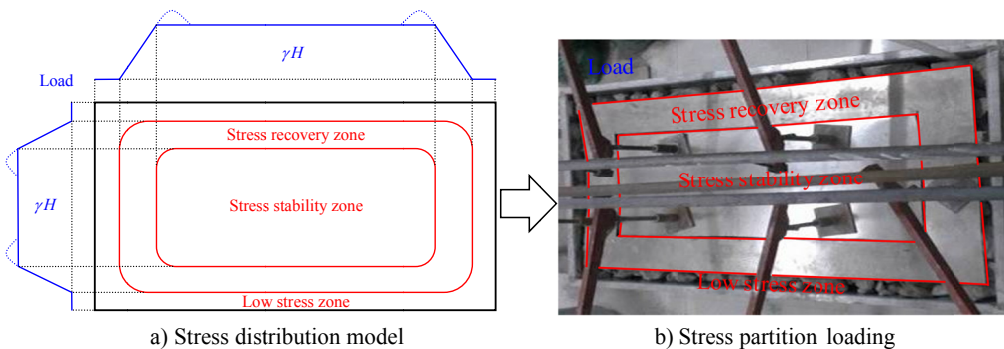 γH
Load
Stress recovery zone
γH
Stress stability zone
Low stress zone
a) Stress distribution model
Load
Stress recovery zone
Stress stability zone
Low stress zone
b) Stress partition loading